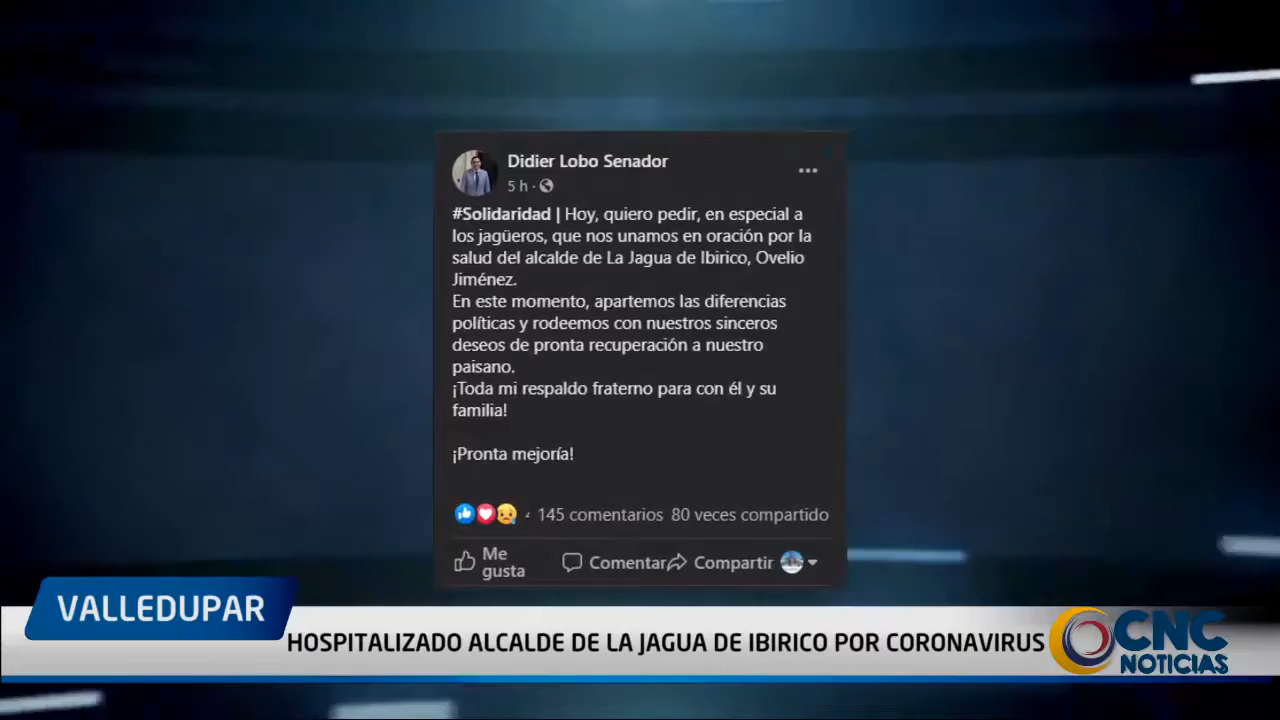 Didier Lobo Senador
5 h ·
#Solidaridad | Hoy, quiero pedir, en especial a
los jagüeros, que nos unamos en oración por la
salud del alcalde de La Jagua de Ibirico, Ovelio
Jiménez.
En este momento, apartemos las diferencias
políticas y rodeemos con nuestros sinceros
deseos de pronta recuperación a nuestro
paisano.
¡Toda mi respaldo fraterno para con él y su
familia!
¡Pronta mejoría!
145 comentarios 80 veces compartido
Me
gusta
Comentar
Compartir
VALLEDUPAR
HOSPITALIZADO ALCALDE DE LA JAGUA DE IBIRICO POR CORONAVIRUS
CNC
NOTICIAS